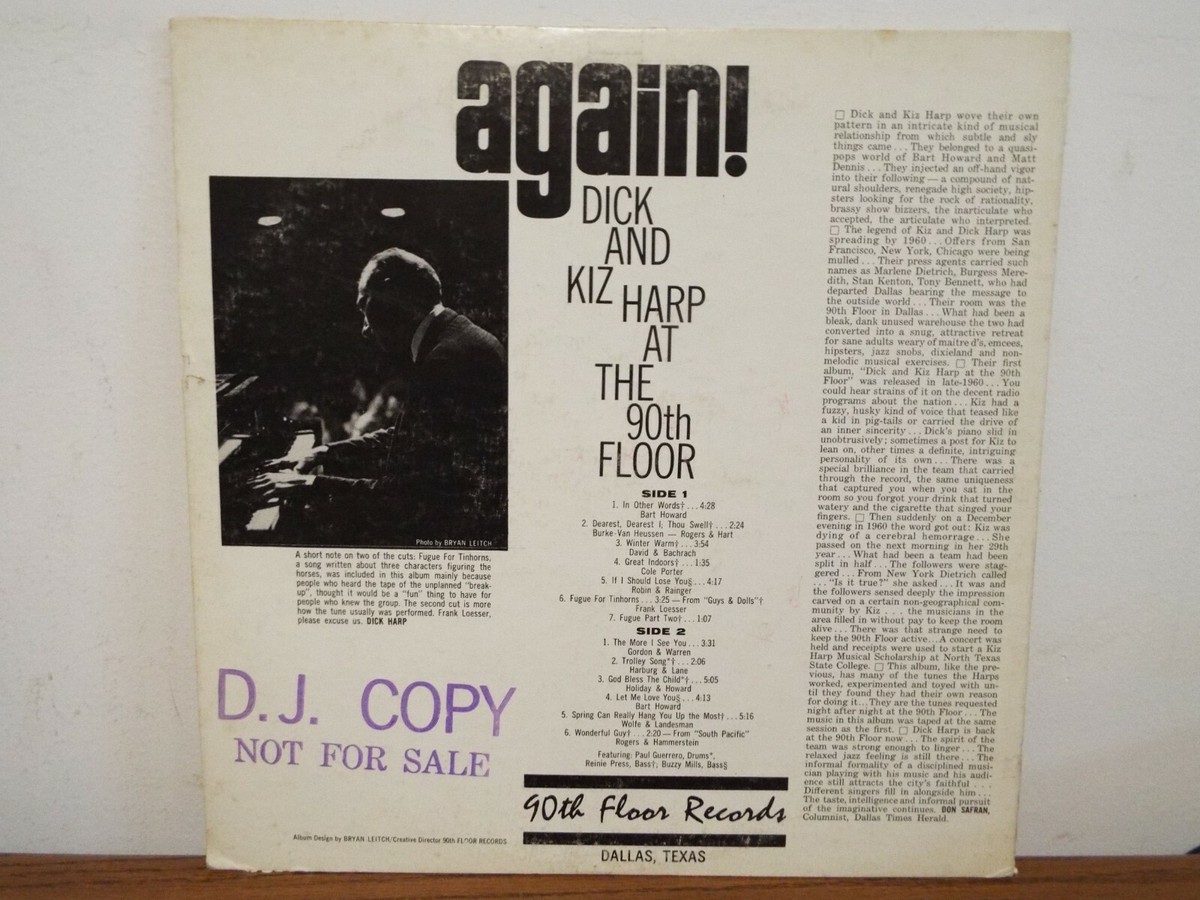 again!
DICK
AND
KIZ HARP
AT
THE
90th
FLOOR
Photo by BRYAN LEITCH
A short note on two of the cuts: Fugue For Tinhorns,
a song written about three characters figuring the
horses, was included in this album mainly because
people who heard the tape of the unplanned "break-
up", thought it would be a "fun" thing to have for
people who knew the group. The second cut is more
how the tune usually was performed. Frank Loesser,
please excuse us. DICK HARP
D.J. COPY
NOT FOR SALE
Album Design by BRYAN LEITCH/Creative Director 90th FLOOR RECORDS
SIDE 1
1. In Other Words† . . . 4:28
Bart Howard
2. Dearest, Dearest I, Thou Swell† . . . 2:24
Burke-Van Heussen — Rogers & Hart
3. Winter Warm† . . . 3:54
David & Bachrach
4. Great Indoors† . . . 1:35
Cole Porter
5. If I Should Lose You§ . . . 4:17
Robin & Rainger
6. Fugue For Tinhorns . . . 3:25 — From "Guys & Dolls"†
Frank Loesser
7. Fugue Part Two† . . . 1:07
SIDE 2
1. The More I See You . . . 3:31
Gordon & Warren
2. Trolley Song*† . . . 2:06
Harburg & Lane
3. God Bless The Child*† . . . 5:05
Holiday & Howard
4. Let Me Love You§ . . . 4:13
Bart Howard
5. Spring Can Really Hang You Up the Most† . . . 5:16
Wolfe & Landesman
6. Wonderful Guy† . . . 2:20 — From "South Pacific"
Rogers & Hammerstein
Featuring: Paul Guerrero, Drums*,
Reinie Press, Bass†; Buzzy Mills, Bass§
90th Floor Records
DALLAS, TEXAS
□ Dick and Kiz Harp wove their own
pattern in an intricate kind of musical
relationship from which subtle and sly
things came . . . They belonged to a quasi-
pops world of Bart Howard and Matt
Dennis . . . They injected an off-hand vigor
into their following — a compound of nat-
ural shoulders, renegade high society, hip-
sters looking for the rock of rationality,
brassy show bizzers, the inarticulate who
accepted, the articulate who interpreted.
□ The legend of Kiz and Dick Harp was
spreading by 1960 . . . Offers from San
Francisco, New York, Chicago were being
mulled . . . Their press agents carried such
names as Marlene Dietrich, Burgess Mere-
dith, Stan Kenton, Tony Bennett, who had
departed Dallas bearing the message to
the outside world . . . Their room was the
90th Floor in Dallas . . . What had been a
bleak, dank unused warehouse the two had
converted into a snug, attractive retreat
for sane adults weary of maitre d's, emcees,
hipsters, jazz snobs, dixieland and non-
melodic musical exercises. □ Their first
album, "Dick and Kiz Harp at the 90th
Floor" was released in late-1960 . . . You
could hear strains of it on the decent radio
programs about the nation . . . Kiz had a
fuzzy, husky kind of voice that teased like
a kid in pig-tails or carried the drive of
an inner sincerity . . . Dick's piano slid in
unobtrusively; sometimes a post for Kiz to
lean on, other times a definite, intriguing
personality of its own . . . There was a
special brilliance in the team that carried
through the record, the same uniqueness
that captured you when you sat in the
room so you forgot your drink that turned
watery and the cigarette that singed your
fingers. □ Then suddenly on a December
evening in 1960 the word got out: Kiz was
dying of a cerebral hemorrage . . . She
passed on the next morning in her 29th
year . . . What had been a team had been
split in half . . . The followers were stag-
gered . . . From New York Dietrich called
. . . "Is it true?" she asked . . . It was and
the followers sensed deeply the impression
carved on a certain non-geographical com-
munity by Kiz . . . the musicians in the
area filled in without pay to keep the room
alive . . . There was that strange need to
keep the 90th Floor active...A concert was
held and receipts were used to start a Kiz
Harp Musical Scholarship at North Texas
State College. □ This album, like the pre-
vious, has many of the tunes the Harps
worked, experimented and toyed with un-
til they found they had their own reason
for doing it...They are the tunes requested
night after night at the 90th Floor . . . The
music in this album was taped at the same
session as the first. □ Dick Harp is back
at the 90th Floor now . . . The spirit of the
team was strong enough to linger . . . The
relaxed jazz feeling is still there . . . The
informal formality of a disciplined musi-
cian playing with his music and his audi-
ence still attracts the city's faithful . . .
Different singers fill in alongside him . . .
The taste, intelligence and informal pursuit
of the imaginative continues. DON SAFRAN,
Columnist, Dallas Times Herald.